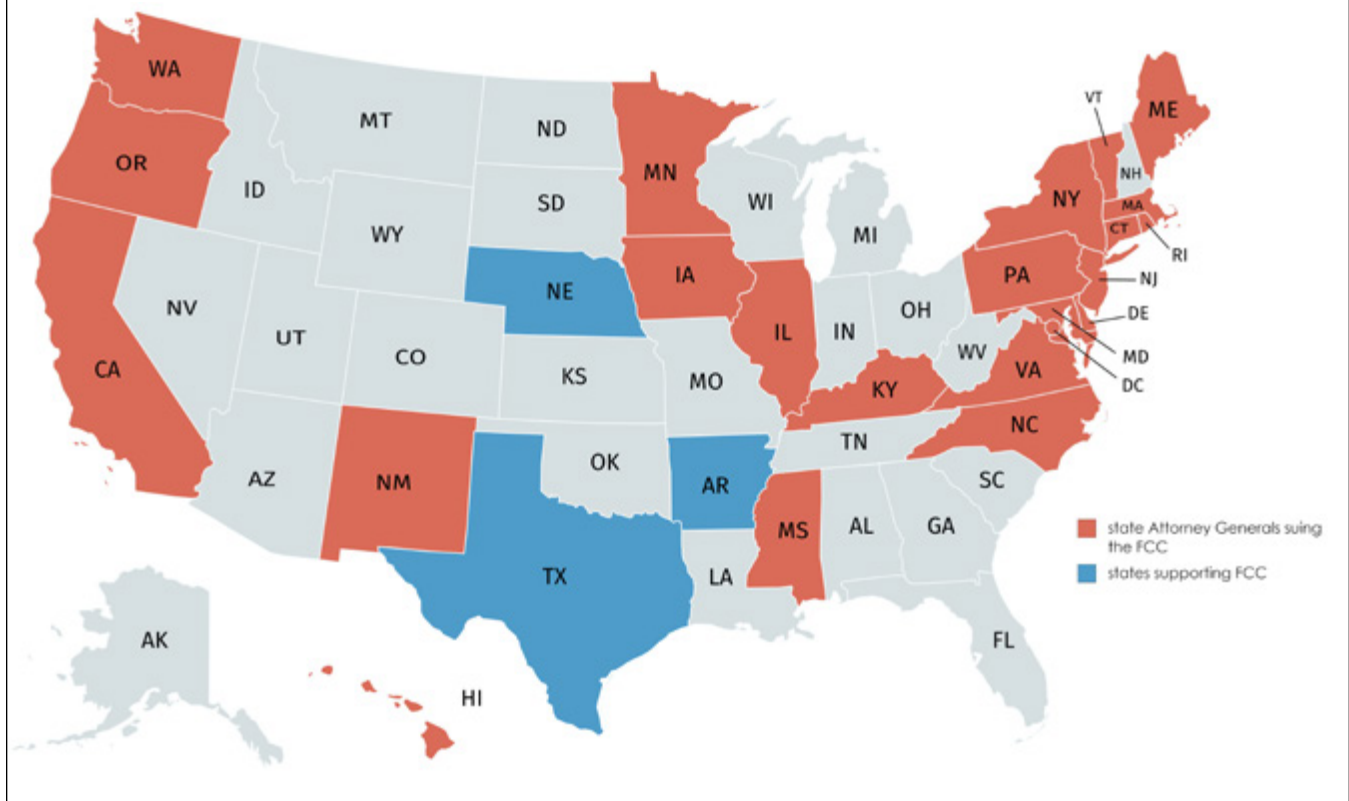 WA
MT
ND
MN
VT
ME
OR
ID
SD
WI
MI
NH
NY
MA
CT
RI
WY
NE
IA
PA
NJ
NV
UT
CO
IL
IN
OH
DE
MD
DC
CA
KS
MO
WV
VA
KY
NC
AZ
NM
OK
TN
AR
SC
MS
AL
GA
TX
LA
state Attorney Generals suing
the FCC
states supporting FCC
AK
HI
FL